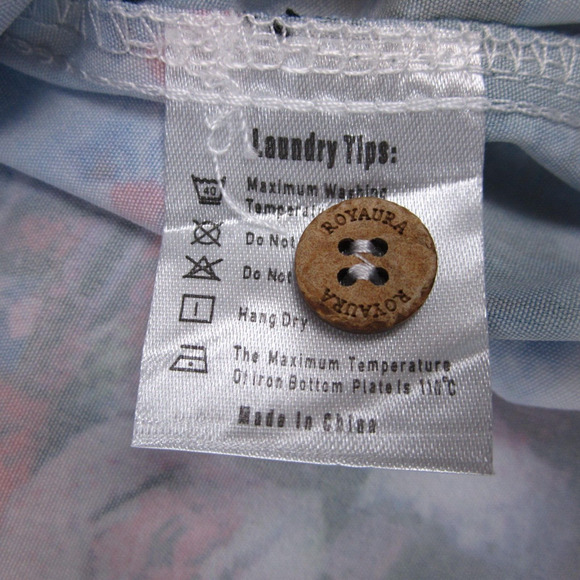 Laundry Tips:
40
Maximum Washing
Do Not
Do Not
Hang Dry
The Maximum Temperature
Of Iron Bottom Plate is 110°C
Made in China
ROYAURA
ROYAURA